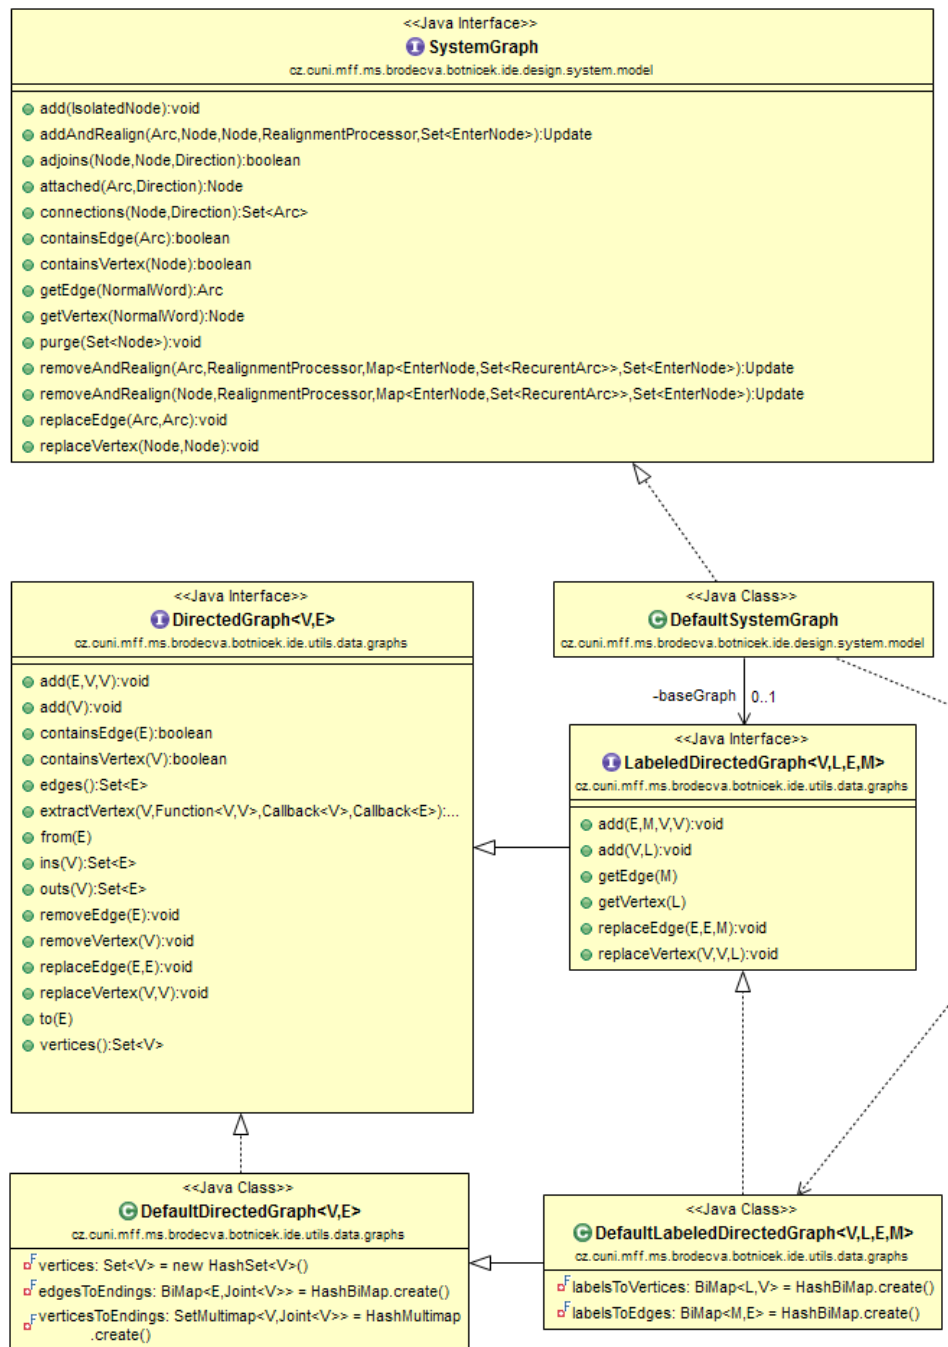 <<Java Interface>>
SystemGraph
cz.cuni.mff.ms.brodecva.botnicek.ide.design.system.model
add(IsolatedNode):void
addAndRealign(Arc,Node,Node,RealignmentProcessor,Set<EnterNode>):Update
adjoins(Node,Node,Direction):boolean
attached(Arc,Direction):Node
connections(Node,Direction):Set<Arc>
containsEdge(Arc):boolean
containsVertex(Node):boolean
getEdge(NormalWord):Arc
getVertex(NormalWord):Node
purge(Set<Node>):void
removeAndRealign(Arc,RealignmentProcessor,Map<EnterNode,Set<RecurentArc>>,Set<EnterNode>):Update
removeAndRealign(Node,RealignmentProcessor,Map<EnterNode,Set<RecurentArc>>,Set<EnterNode>):Update
replaceEdge(Arc,Arc):void
replaceVertex(Node,Node):void
<<Java Interface>>
DirectedGraph<V,E>
cz.cuni.mff.ms.brodecva.botnicek.ide.utils.data.graphs
add(E,V,V):void
add(V):void
containsEdge(E):boolean
containsVertex(V):boolean
edges():Set<E>
extractVertex(V,Function<V,V>,Callback<V>,Callback<E>):...
from(E)
ins(V):Set<E>
outs(V):Set<E>
removeEdge(E):void
removeVertex(V):void
replaceEdge(E,E):void
replaceVertex(V,V):void
to(E)
vertices():Set<V>
<<Java Class>>
DefaultSystemGraph
cz.cuni.mff.ms.brodecva.botnicek.ide.design.system.model
-baseGraph 0..1
<<Java Interface>>
LabeledDirectedGraph<V,L,E,M>
cz.cuni.mff.ms.brodecva.botnicek.ide.utils.data.graphs
add(E,M,V,V):void
add(V,L):void
getEdge(M)
getVertex(L)
replaceEdge(E,E,M):void
replaceVertex(V,V,L):void
<<Java Class>>
DefaultDirectedGraph<V,E>
cz.cuni.mff.ms.brodecva.botnicek.ide.utils.data.graphs
vertices: Set<V> = new HashSet<V>()
edgesToEndings: BiMap<E,Joint<V>> = HashBiMap.create()
verticesToEndings: SetMultimap<V,Joint<V>> = HashMultimap
.create()
<<Java Class>>
DefaultLabeledDirectedGraph<V,L,E,M>
cz.cuni.mff.ms.brodecva.botnicek.ide.utils.data.graphs
labelsToVertices: BiMap<L,V> = HashBiMap.create()
labelsToEdges: BiMap<M,E> = HashBiMap.create()